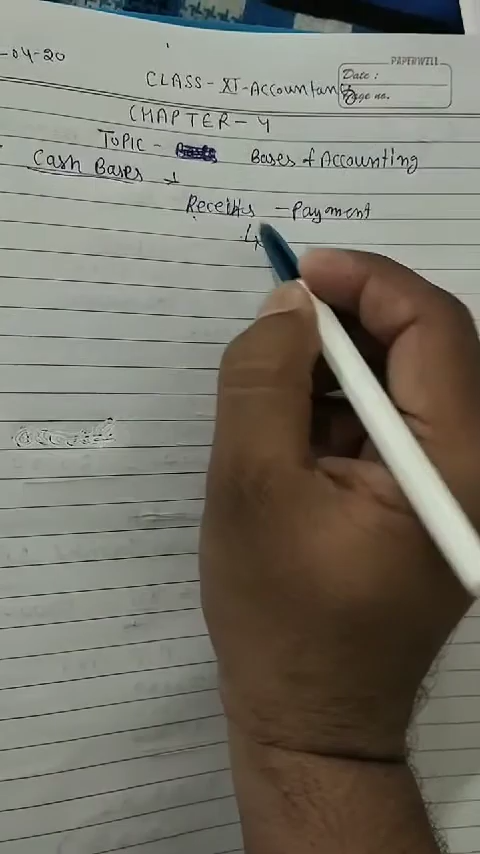 -04-20
PAPERWELL
Date :
Page no.
CLASS - XI - Accountancy
CHAPTER - 4
TOPIC - Bases of Accounting
Cash Bases →
Receipts - Payment